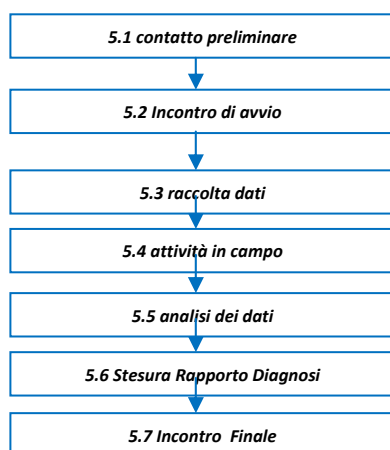 5.1 contatto preliminare
5.2 Incontro di avvio
5.3 raccolta dati
5.4 attività in campo
5.5 analisi dei dati
5.6 Stesura Rapporto Diagnosi
5.7 Incontro Finale